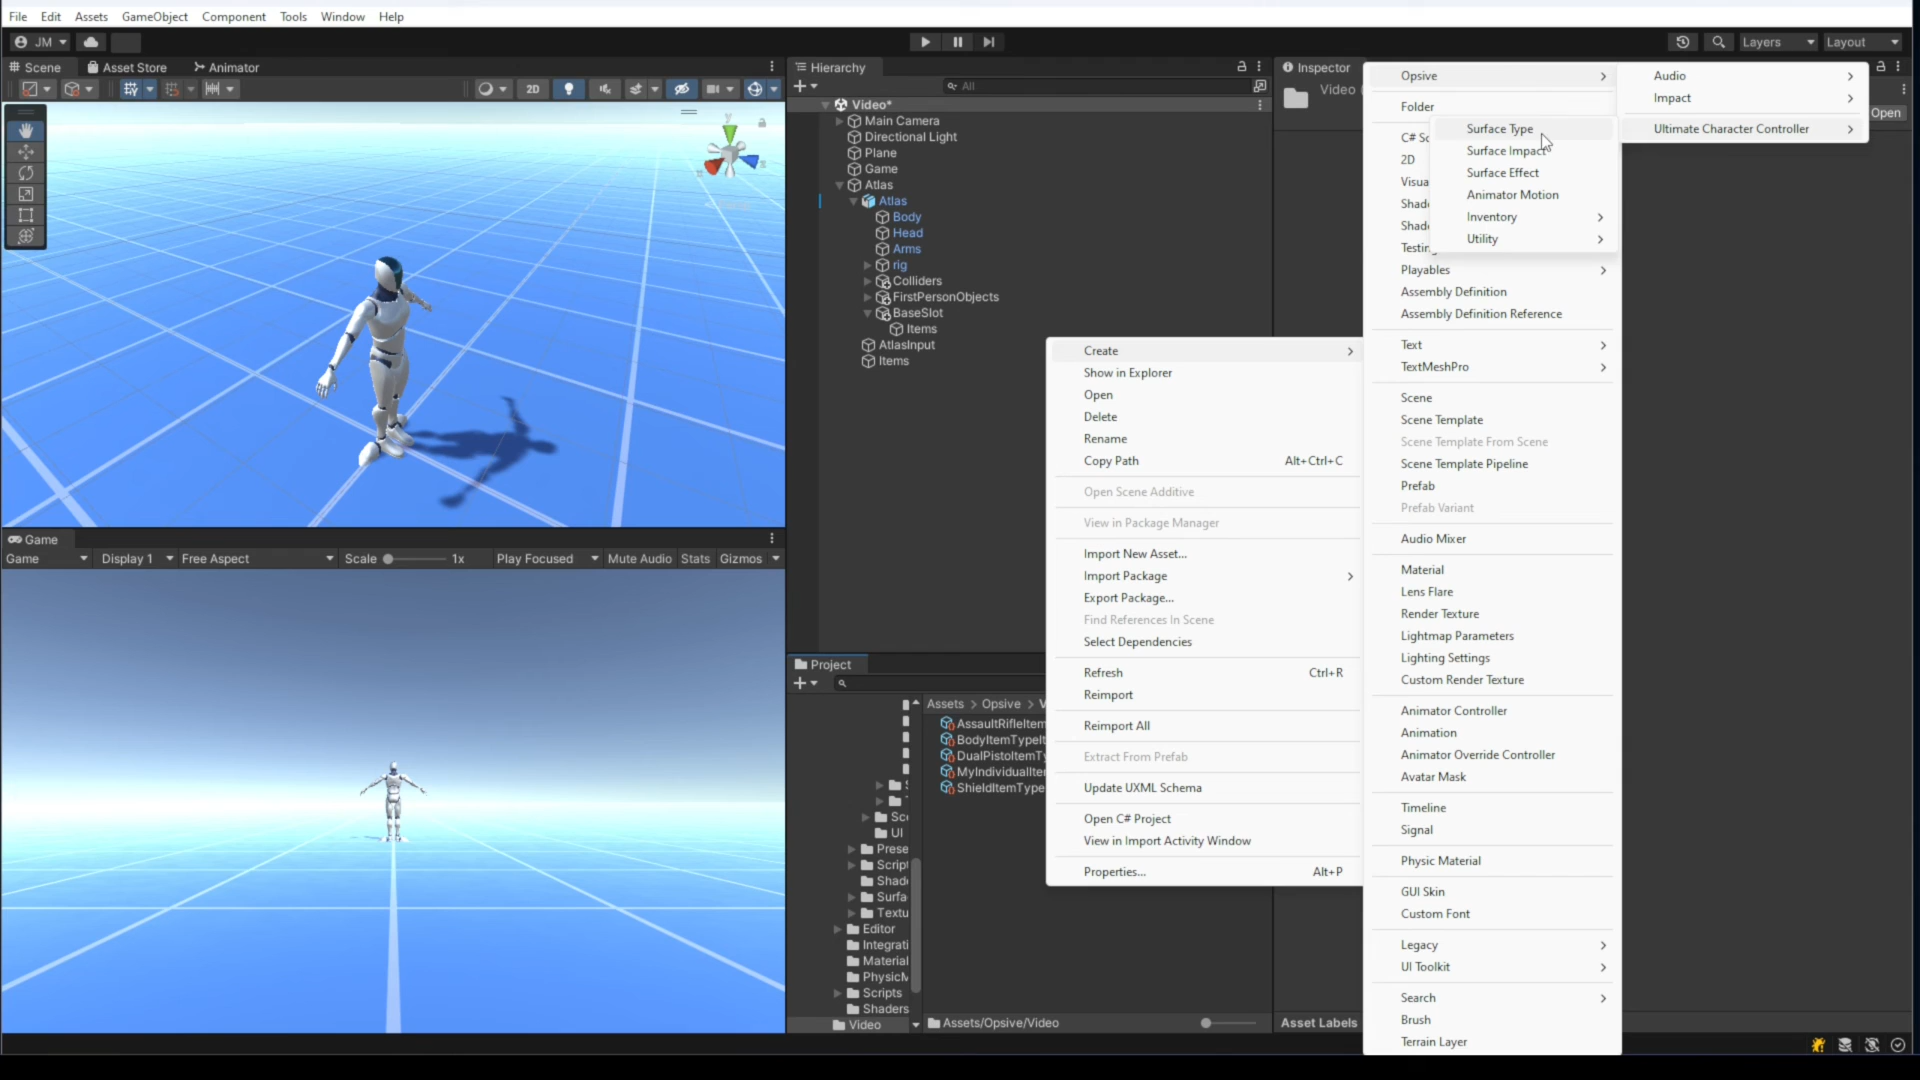 File Edit Assets GameObject Component Tools Window Help
JM
Layers
Layout
Scene
Asset Store
Animator
2D
Game
Game
Display 1
Free Aspect
Scale
1x
Play Focused
Mute Audio
Stats
Gizmos
Hierarchy
All
Video*
Main Camera
Directional Light
Plane
Game
Atlas
Atlas
Body
Head
Arms
rig
Colliders
FirstPersonObjects
BaseSlot
Items
AtlasInput
Items
Project
Assets > Opsive > V
AssaultRifleItem
BodyItemTypeIt
DualPistolItemTy
MyIndividualIter
ShieldItemType
Sce
UI
Prese
Script
Shade
Surfa
Textu
Editor
Integrati
Material
PhysicM
Scripts
Shaders
Video
Assets/Opsive/Video
Inspector
Video
Open
Asset Labels
Create
Show in Explorer
Open
Delete
Rename
Copy Path Alt+Ctrl+C
Open Scene Additive
View in Package Manager
Import New Asset...
Import Package
Export Package...
Find References In Scene
Select Dependencies
Refresh Ctrl+R
Reimport
Reimport All
Extract From Prefab
Update UXML Schema
Open C# Project
View in Import Activity Window
Properties... Alt+P
Opsive
Folder
C# Sc
2D
Visua
Shade
Shade
Testin
Playables
Assembly Definition
Assembly Definition Reference
Text
TextMeshPro
Scene
Scene Template
Scene Template From Scene
Scene Template Pipeline
Prefab
Prefab Variant
Audio Mixer
Material
Lens Flare
Render Texture
Lightmap Parameters
Lighting Settings
Custom Render Texture
Animator Controller
Animation
Animator Override Controller
Avatar Mask
Timeline
Signal
Physic Material
GUI Skin
Custom Font
Legacy
UI Toolkit
Search
Brush
Terrain Layer
Audio
Impact
Ultimate Character Controller
Surface Type
Surface Impact
Surface Effect
Animator Motion
Inventory
Utility